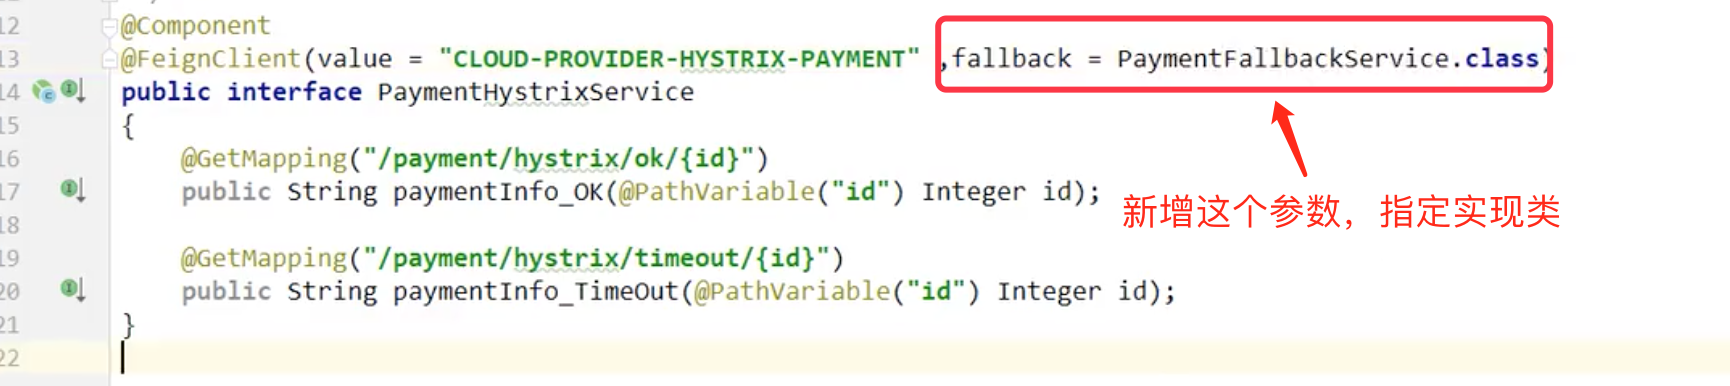 12 @Component
13 @FeignClient(value = "CLOUD-PROVIDER-HYSTRIX-PAYMENT" ,fallback = PaymentFallbackService.class)
14 public interface PaymentHystrixService
15 {
16 @GetMapping("/payment/hystrix/ok/{id}")
17 public String paymentInfo_OK(@PathVariable("id") Integer id);
新增这个参数，指定实现类
18
19 @GetMapping("/payment/hystrix/timeout/{id}")
20 public String paymentInfo_TimeOut(@PathVariable("id") Integer id);
21 }
22